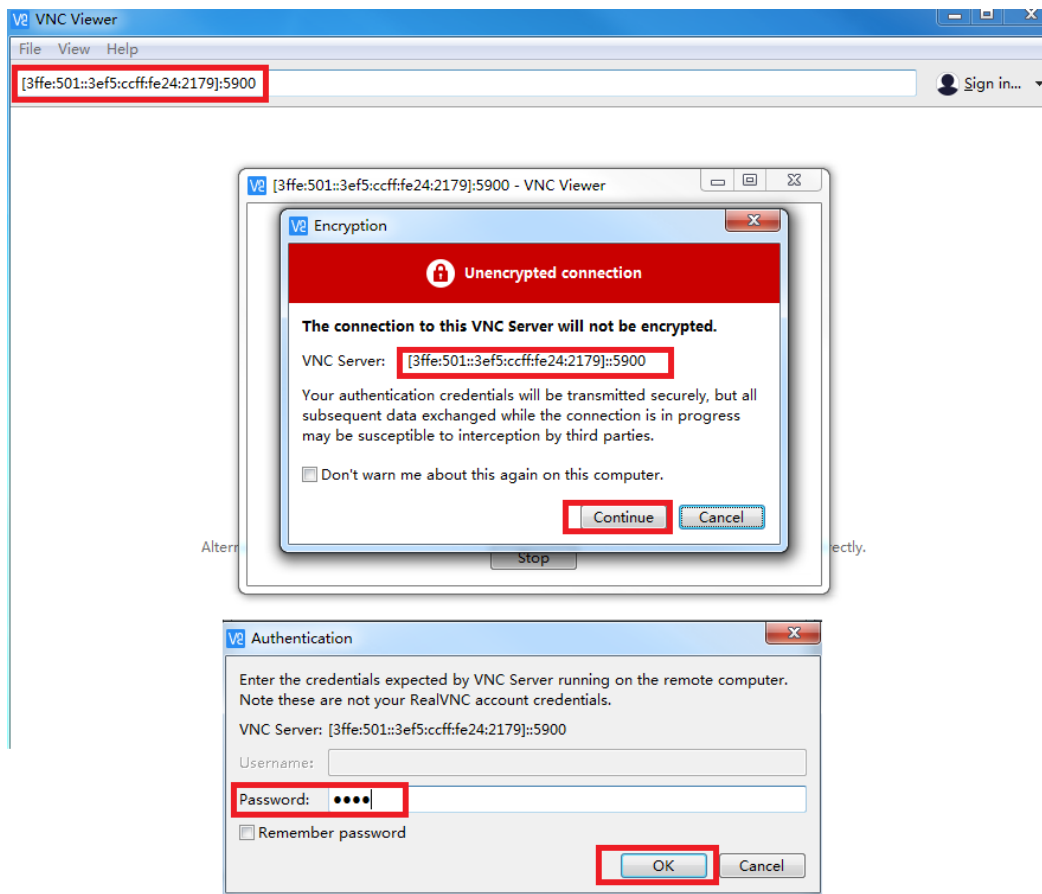 VNC Viewer
File View Help
[3ffe:501::3ef5:ccff:fe24:2179]:5900
Sign in...
[3ffe:501::3ef5:ccff:fe24:2179]:5900 - VNC Viewer
Encryption
Unencrypted connection
The connection to this VNC Server will not be encrypted.
VNC Server: [3ffe:501::3ef5:ccff:fe24:2179]::5900
Your authentication credentials will be transmitted securely, but all
subsequent data exchanged while the connection is in progress
may be susceptible to interception by third parties.
Don't warn me about this again on this computer.
Continue Cancel
Altern rectly.
Stop
Authentication
Enter the credentials expected by VNC Server running on the remote computer.
Note these are not your RealVNC account credentials.
VNC Server: [3ffe:501::3ef5:ccff:fe24:2179]::5900
Username:
Password: ●●●●
Remember password
OK Cancel